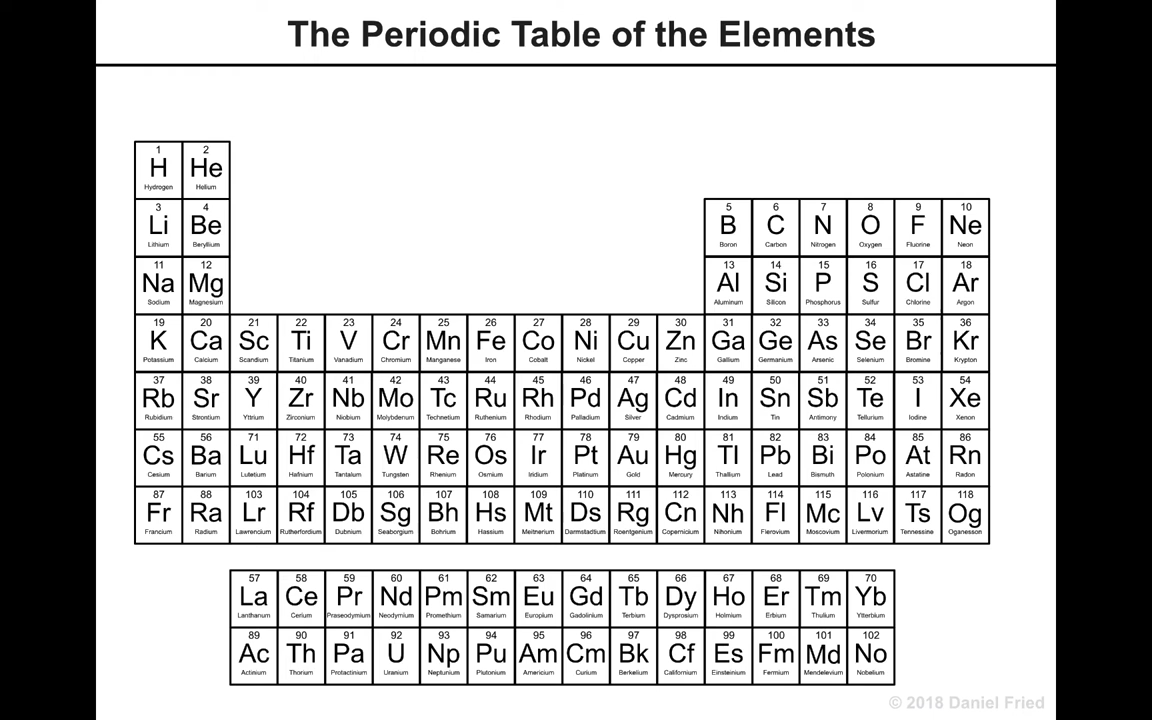 The Periodic Table of the Elements
1 2
H He
Hydrogen Helium
3 4 5 6 7 8 9 10
Li Be B C N O F Ne
Lithium Beryllium Boron Carbon Nitrogen Oxygen Fluorine Neon
11 12 13 14 15 16 17 18
Na Mg Al Si P S Cl Ar
Sodium Magnesium Aluminum Silicon Phosphorus Sulfur Chlorine Argon
19 20 21 22 23 24 25 26 27 28 29 30 31 32 33 34 35 36
K Ca Sc Ti V Cr Mn Fe Co Ni Cu Zn Ga Ge As Se Br Kr
Potassium Calcium Scandium Titanium Vanadium Chromium Manganese Iron Cobalt Nickel Copper Zinc Gallium Germanium Arsenic Selenium Bromine Krypton
37 38 39 40 41 42 43 44 45 46 47 48 49 50 51 52 53 54
Rb Sr Y Zr Nb Mo Tc Ru Rh Pd Ag Cd In Sn Sb Te I Xe
Rubidium Strontium Yttrium Zirconium Niobium Molybdenum Technetium Ruthenium Rhodium Palladium Silver Cadmium Indium Tin Antimony Tellurium Iodine Xenon
55 56 71 72 73 74 75 76 77 78 79 80 81 82 83 84 85 86
Cs Ba Lu Hf Ta W Re Os Ir Pt Au Hg Tl Pb Bi Po At Rn
Cesium Barium Lutetium Hafnium Tantalum Tungsten Rhenium Osmium Iridium Platinum Gold Mercury Thallium Lead Bismuth Polonium Astatine Radon
87 88 103 104 105 106 107 108 109 110 111 112 113 114 115 116 117 118
Fr Ra Lr Rf Db Sg Bh Hs Mt Ds Rg Cn Nh Fl Mc Lv Ts Og
Francium Radium Lawrencium Rutherfordium Dubnium Seaborgium Bohrium Hassium Meitnerium Darmstadtium Roentgenium Copernicium Nihonium Flerovium Moscovium Livermorium Tennessine Oganesson
57 58 59 60 61 62 63 64 65 66 67 68 69 70
La Ce Pr Nd Pm Sm Eu Gd Tb Dy Ho Er Tm Yb
Lanthanum Cerium Praseodymium Neodymium Promethium Samarium Europium Gadolinium Terbium Dysprosium Holmium Erbium Thulium Ytterbium
89 90 91 92 93 94 95 96 97 98 99 100 101 102
Ac Th Pa U Np Pu Am Cm Bk Cf Es Fm Md No
Actinium Thorium Protactinium Uranium Neptunium Plutonium Americium Curium Berkelium Californium Einsteinium Fermium Mendelevium Nobelium
© 2018 Daniel Fried